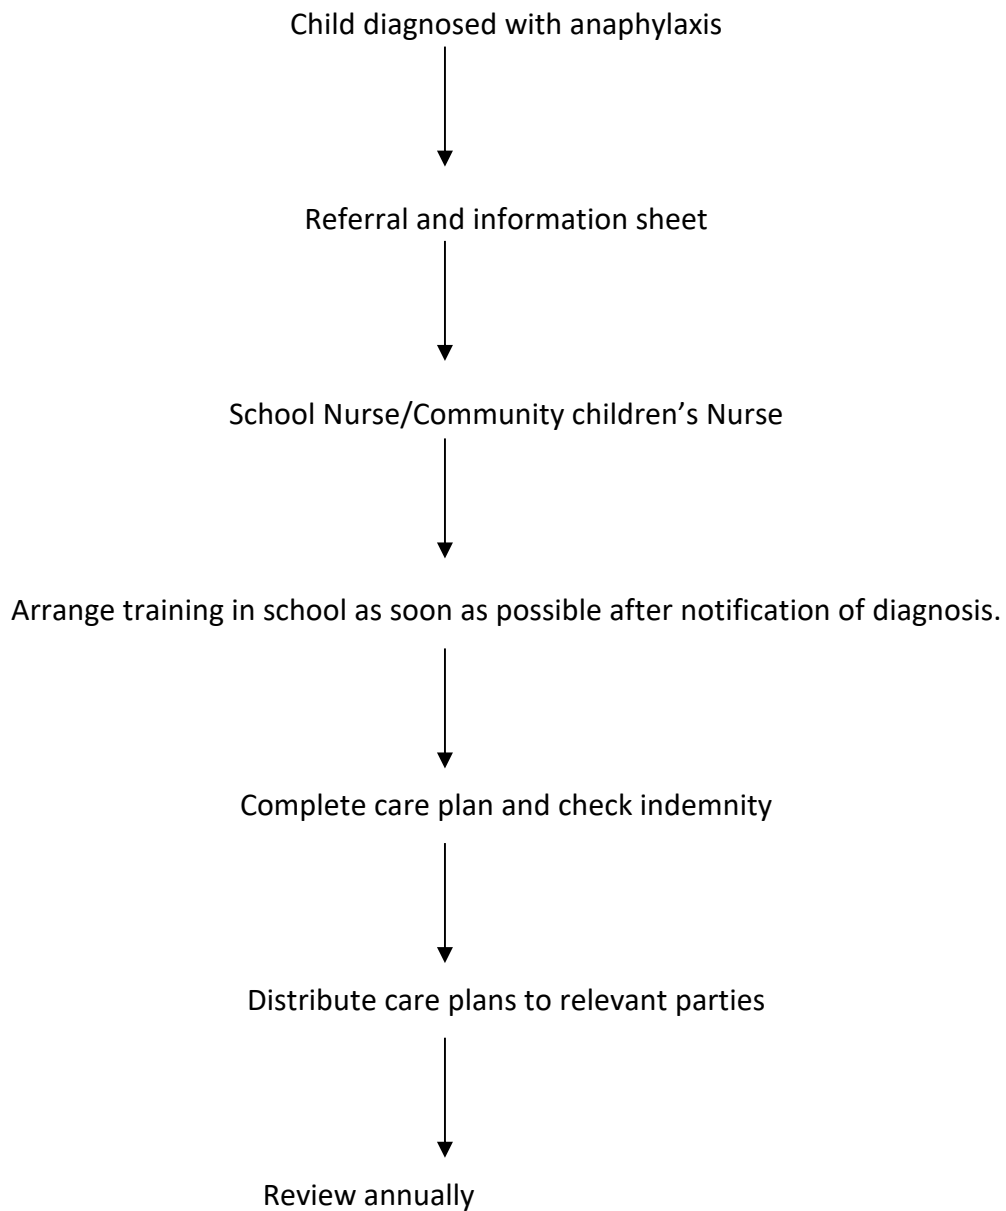 Child diagnosed with anaphylaxis
Referral and information sheet
School Nurse/Community children’s Nurse
Arrange training in school as soon as possible after notification of diagnosis.
Complete care plan and check indemnity
Distribute care plans to relevant parties
Review annually